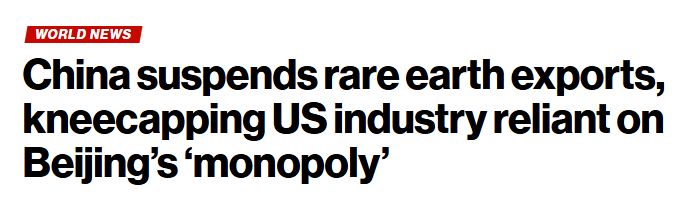 WORLD NEWS
China suspends rare earth exports,
kneecapping US industry reliant on
Beijing’s ‘monopoly’